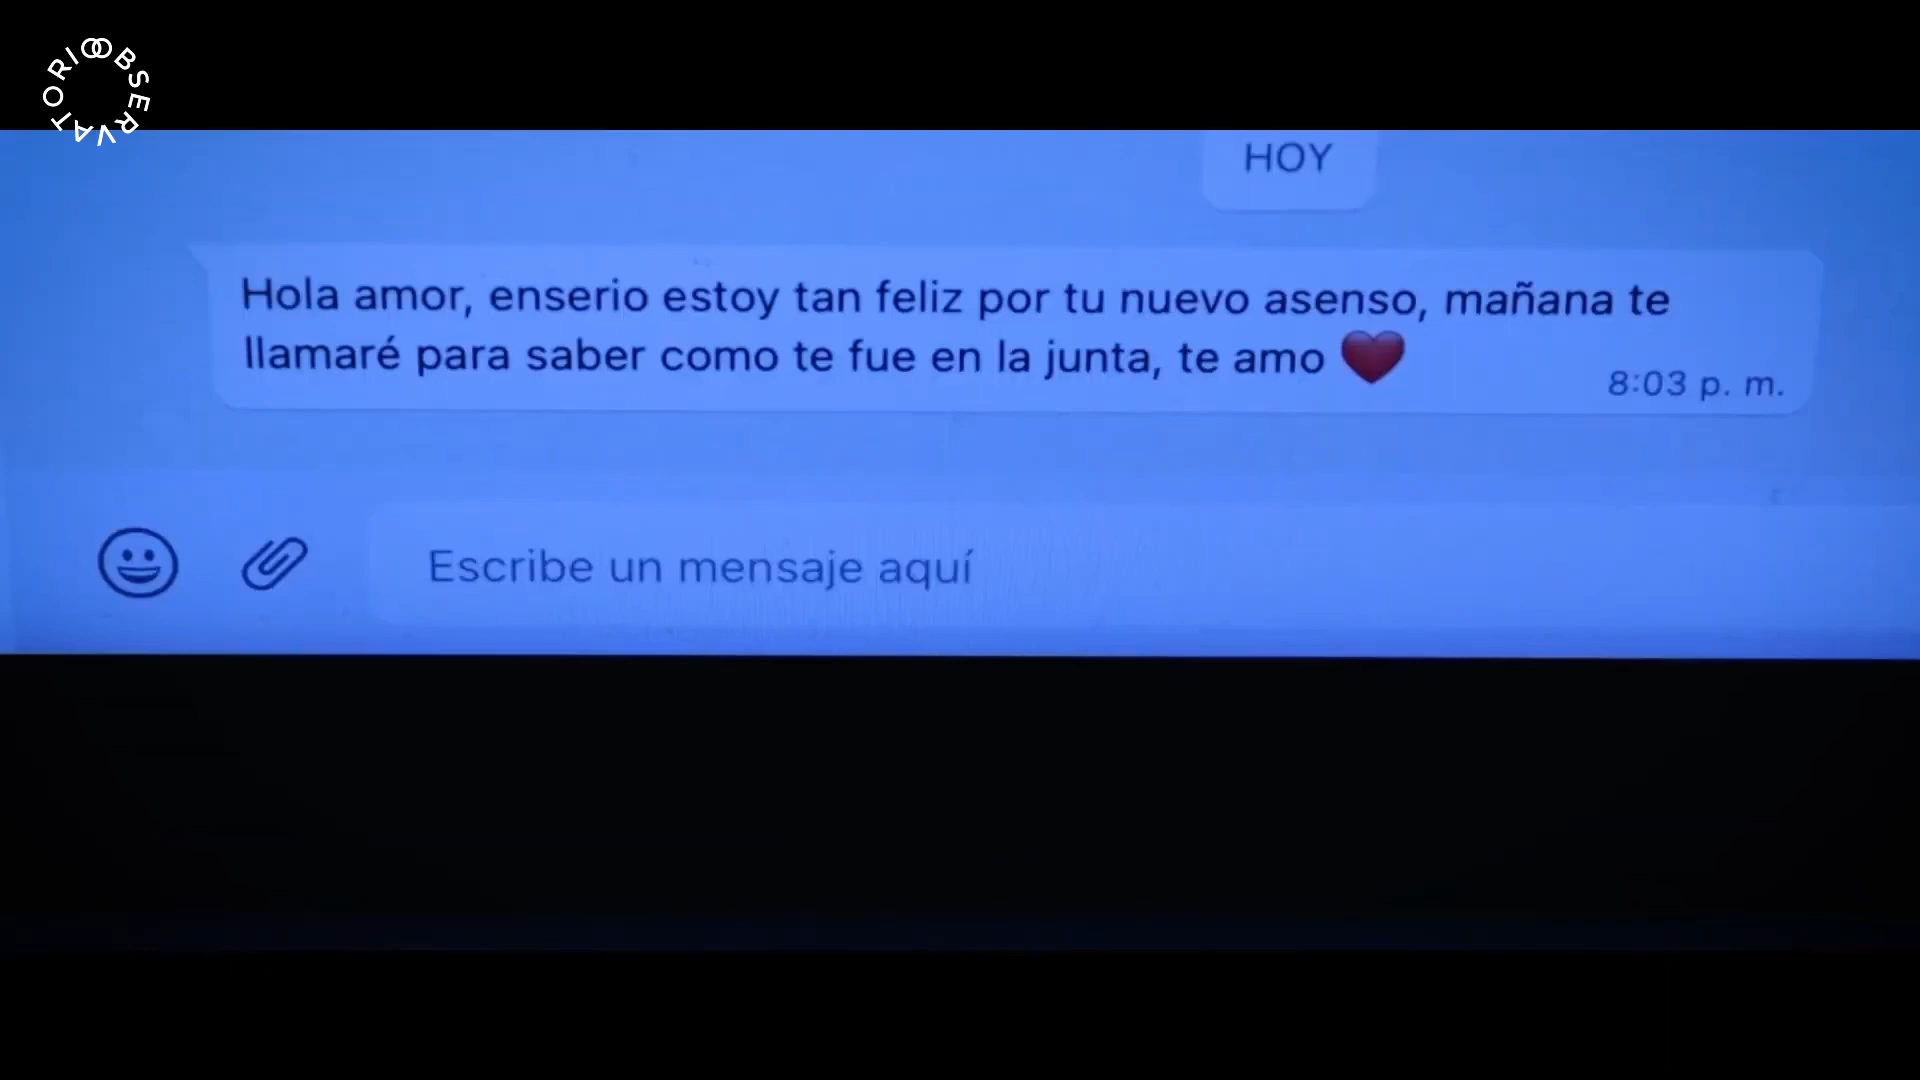 OBSERVATORIO
HOY
Hola amor, enserio estoy tan feliz por tu nuevo asenso, mañana te
llamaré para saber como te fue en la junta, te amo
8:03 p. m.
Escribe un mensaje aquí